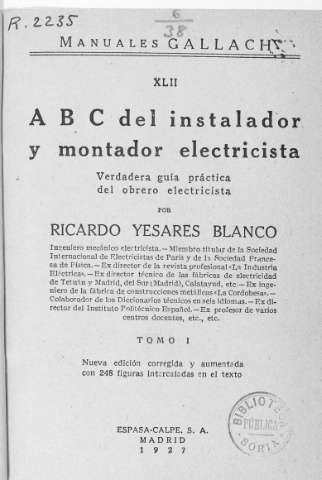 R. 2235
6
38
MANUALES GALLACH
XLII
A B C del instalador
y montador electricista
Verdadera guía práctica
del obrero electricista
POR
RICARDO YESARES BLANCO
Ingeniero mecánico electricista. — Miembro titular de la Sociedad
Internacional de Electricistas de París y de la Sociedad France-
sa de Física. — Ex director de la revista profesional «La Industria
Eléctrica». — Ex director técnico de las fábricas de electricidad
de Tetuán y Madrid, del Sur (Madrid), Calatayud, etc. — Ex inge-
niero de la fábrica de construcciones metálicas «La Cordobesa». —
Colaborador de los Diccionarios técnicos en seis idiomas. — Ex di-
rector del Instituto Politécnico Español. — Ex profesor de varios
centros docentes, etc., etc.
TOMO I
Nueva edición corregida y aumentada
con 248 figuras intercaladas en el texto
BIBLIOTECA
PÚBLICA
SORIA
ESPASA-CALPE, S. A.
MADRID
1927